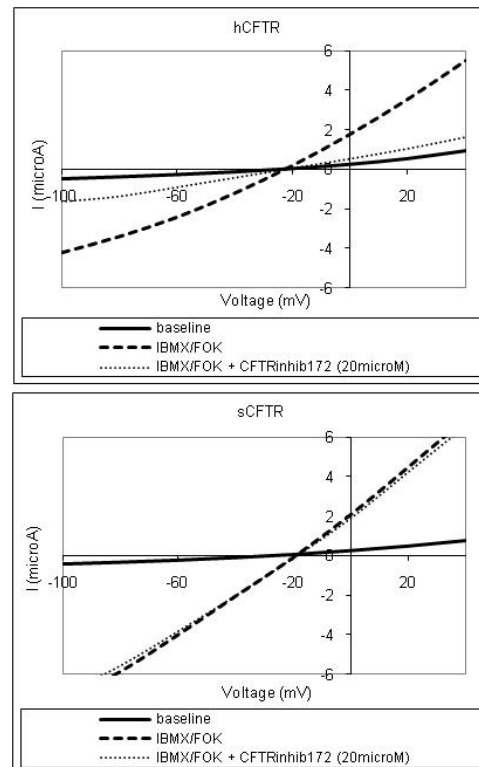 hCFTR
6
4
2
0
-100
-60
-20
20
-2
-4
-6
I (microA)
Voltage (mV)
baseline
IBMX/FOK
IBMX/FOK + CFTRinhib172 (20microM)
sCFTR
6
4
2
0
-100
-60
-20
20
-2
-4
-6
I (microA)
Voltage (mV)
baseline
IBMX/FOK
IBMX/FOK + CFTRinhib172 (20microM)